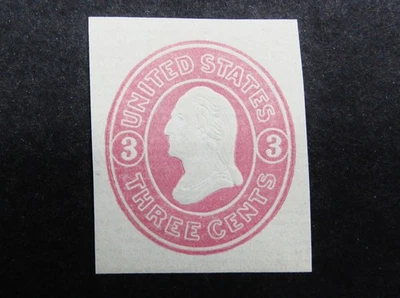 UNITED STATES
3 3
THREE CENTS